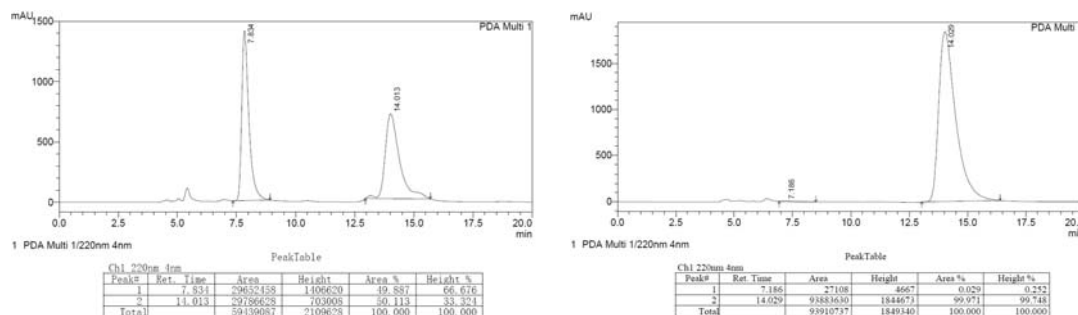 mAU
PDA Multi 1
1500
1000
500
0
7.834
14.013
0.0 2.5 5.0 7.5 10.0 12.5 15.0 17.5 20.0
min
1 PDA Multi 1/220nm 4nm
PeakTable
Ch1 220nm 4nm
Peak# Ret. Time Area Height Area % Height %
1 7.834 29652458 1406620 49.887 66.676
2 14.013 29786628 703008 50.113 33.324
Total 59439087 2109628 100.000 100.000
mAU
PDA Multi
1500
1000
500
0
7.186
14.029
0.0 2.5 5.0 7.5 10.0 12.5 15.0 17.5 20.0
min
1 PDA Multi 1/220nm 4nm
PeakTable
Ch1 220nm 4nm
Peak# Ret. Time Area Height Area % Height %
1 7.186 27108 4667 0.029 0.252
2 14.029 93883630 1844673 99.971 99.748
Total 93910737 1849340 100.000 100.000